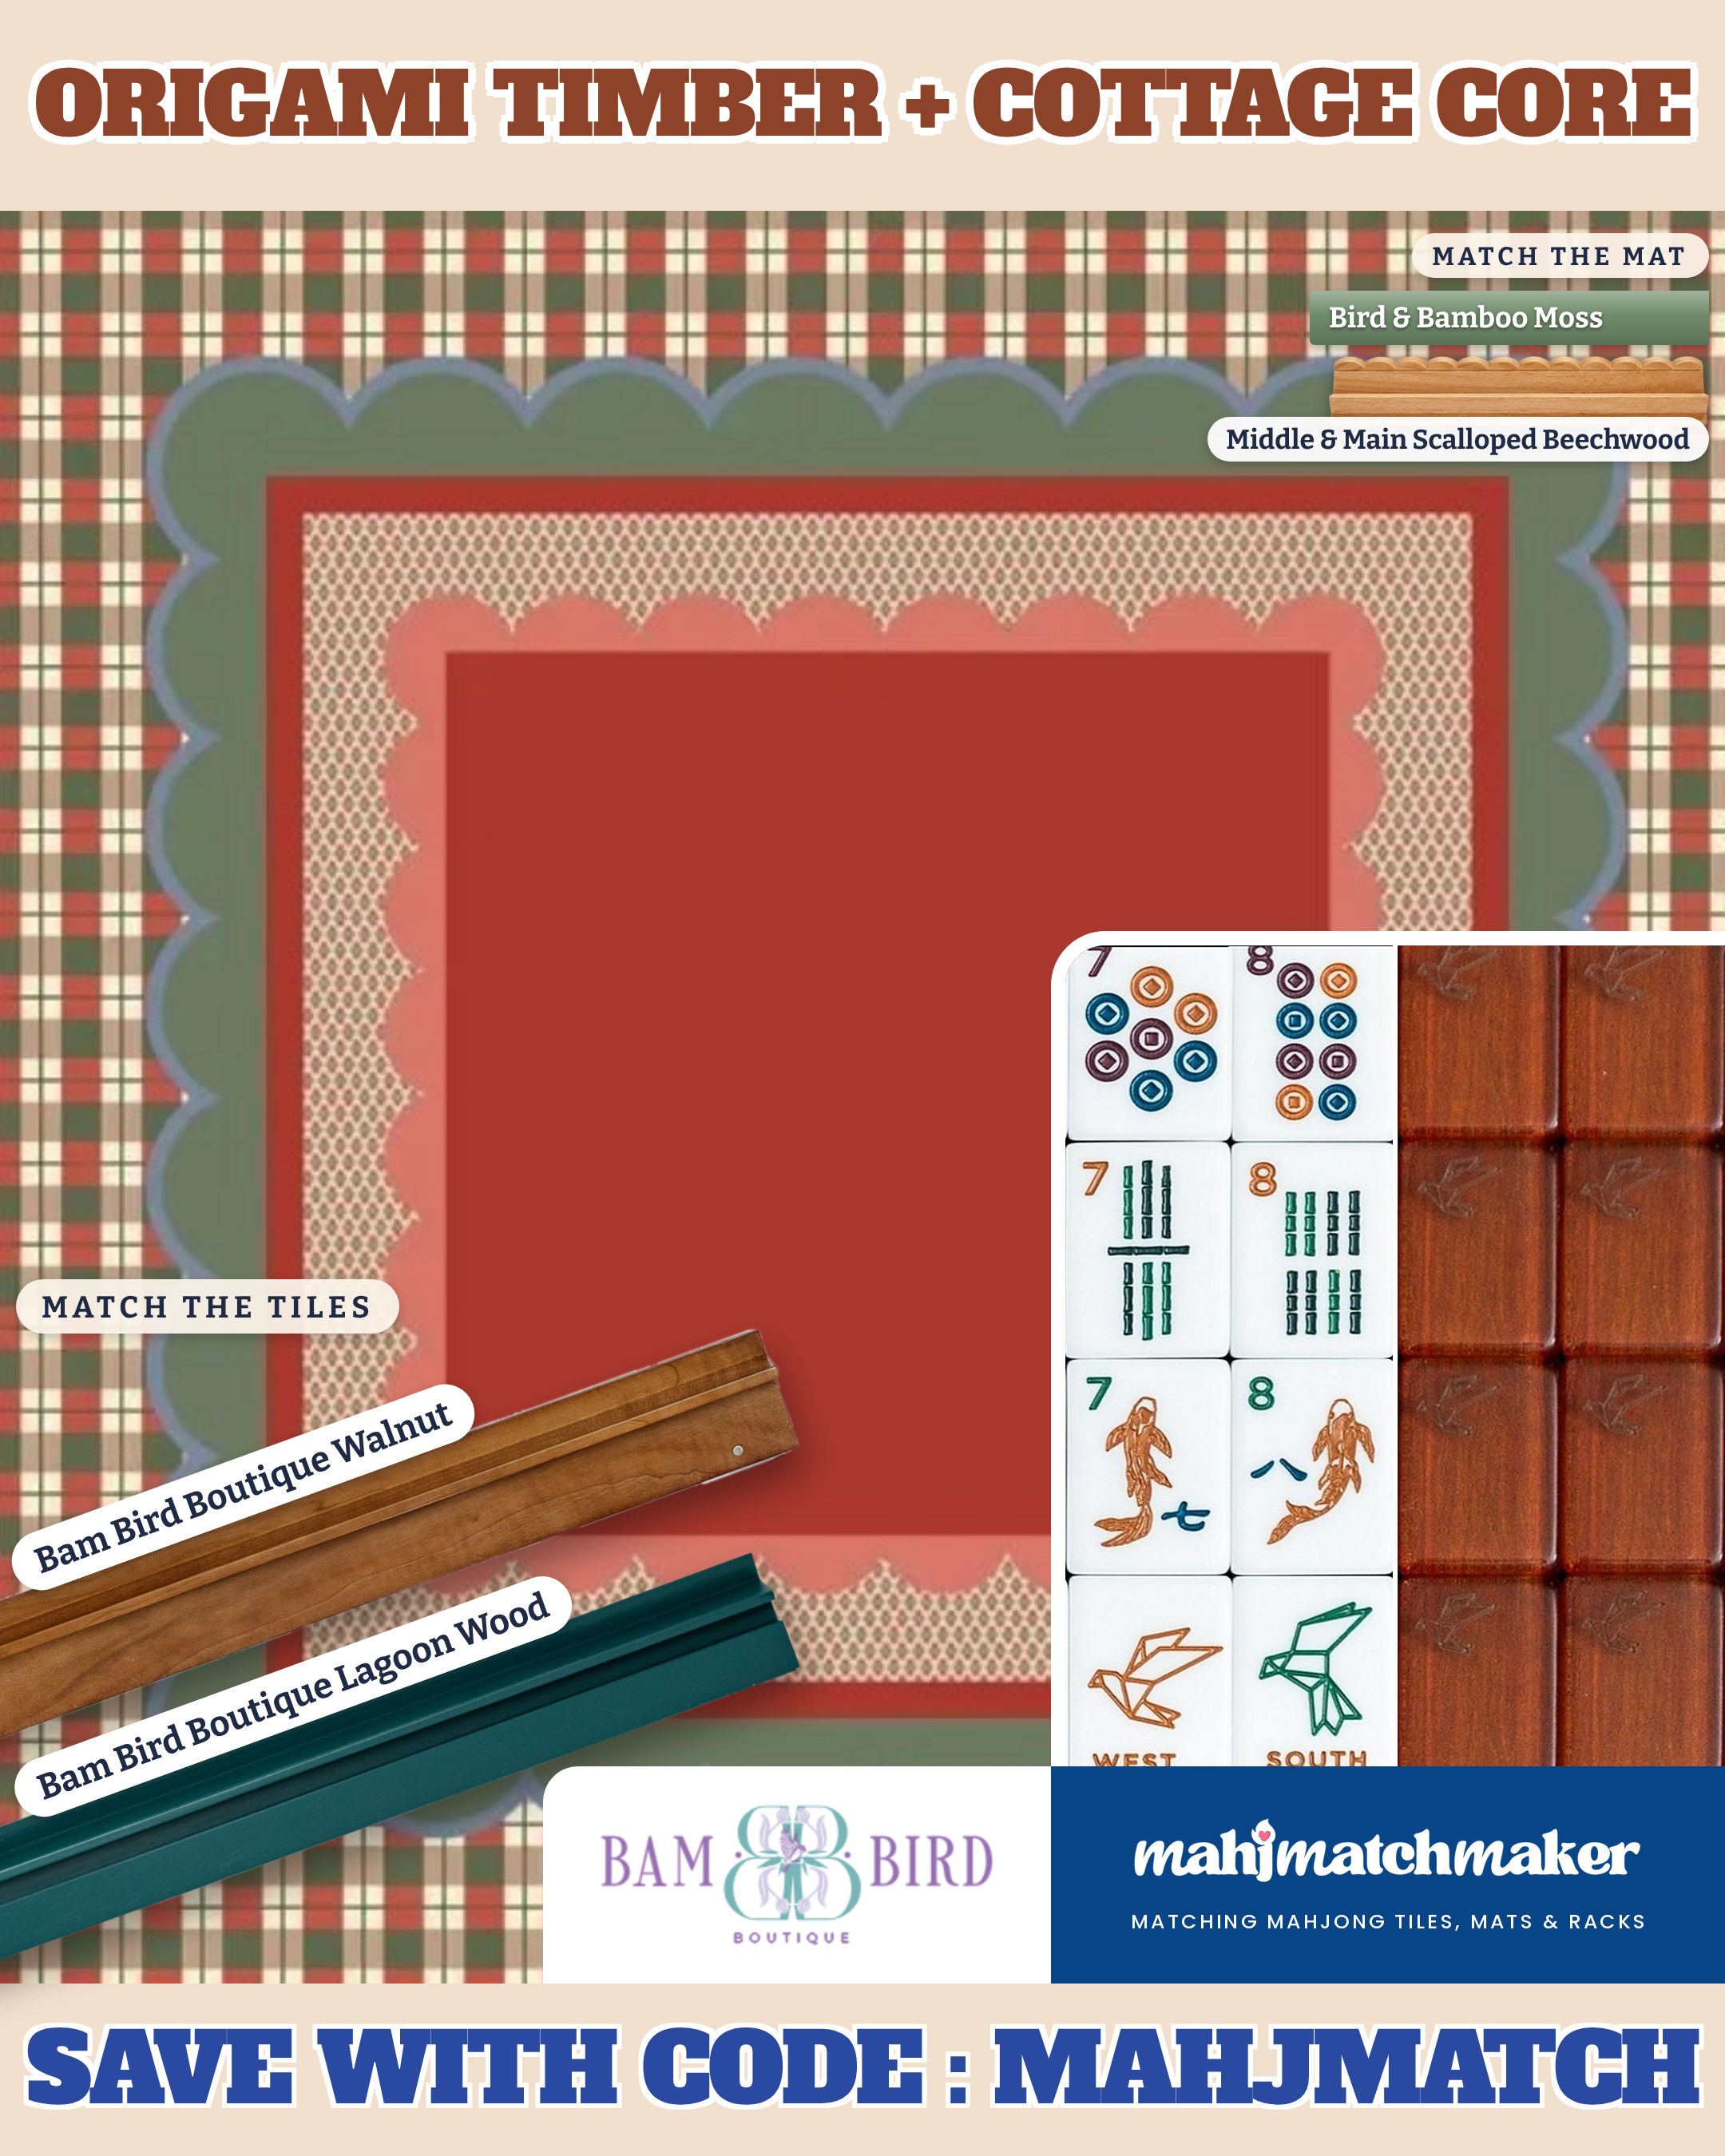 ORIGAMI TIMBER + COTTAGE CORE
MATCH THE MAT
Bird & Bamboo Moss
Middle & Main Scalloped Beechwood
7 8
7 8
7 8
七 八
WEST SOUTH
MATCH THE TILES
Bam Bird Boutique Walnut
Bam Bird Boutique Lagoon Wood
BAM BIRD
BOUTIQUE
mahjmatchmaker
MATCHING MAHJONG TILES, MATS & RACKS
SAVE WITH CODE : MAHJMATCH